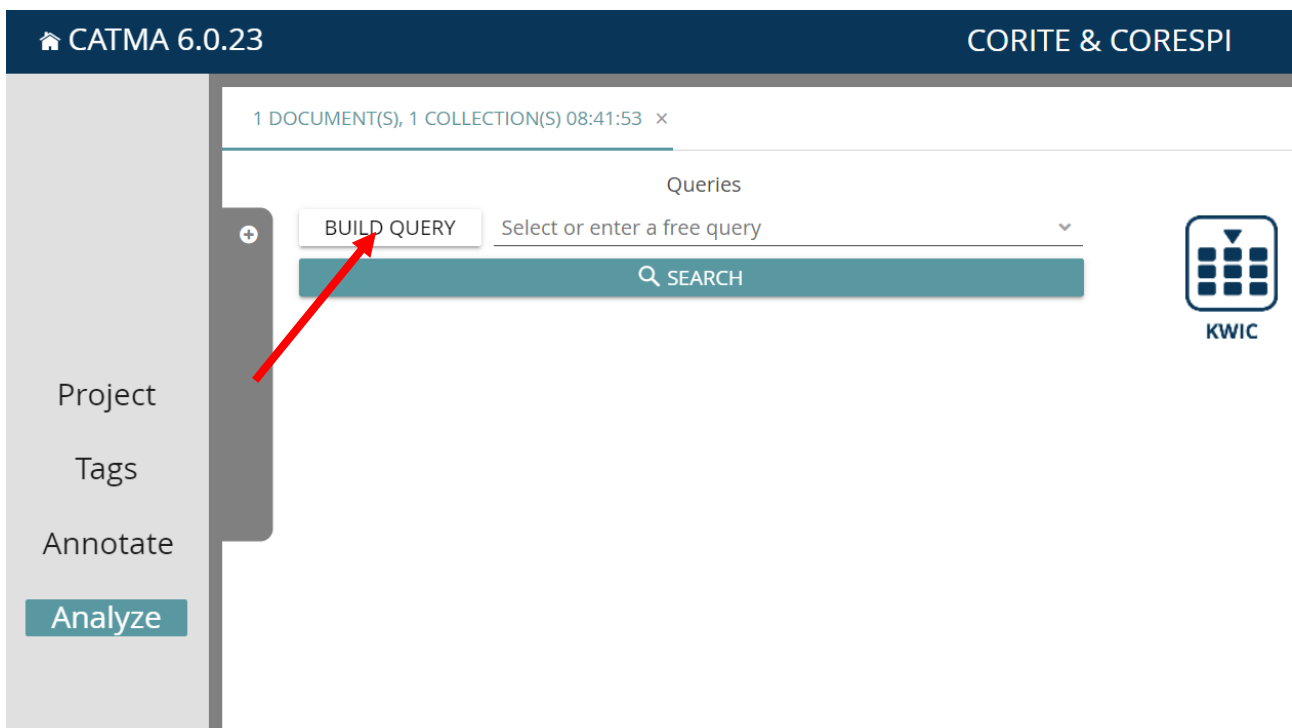 CATMA 6.0.23
CORITE & CORESPI
1 DOCUMENT(S), 1 COLLECTION(S) 08:41:53 ×
Queries
BUILD QUERY
Select or enter a free query
SEARCH
KWIC
Project
Tags
Annotate
Analyze